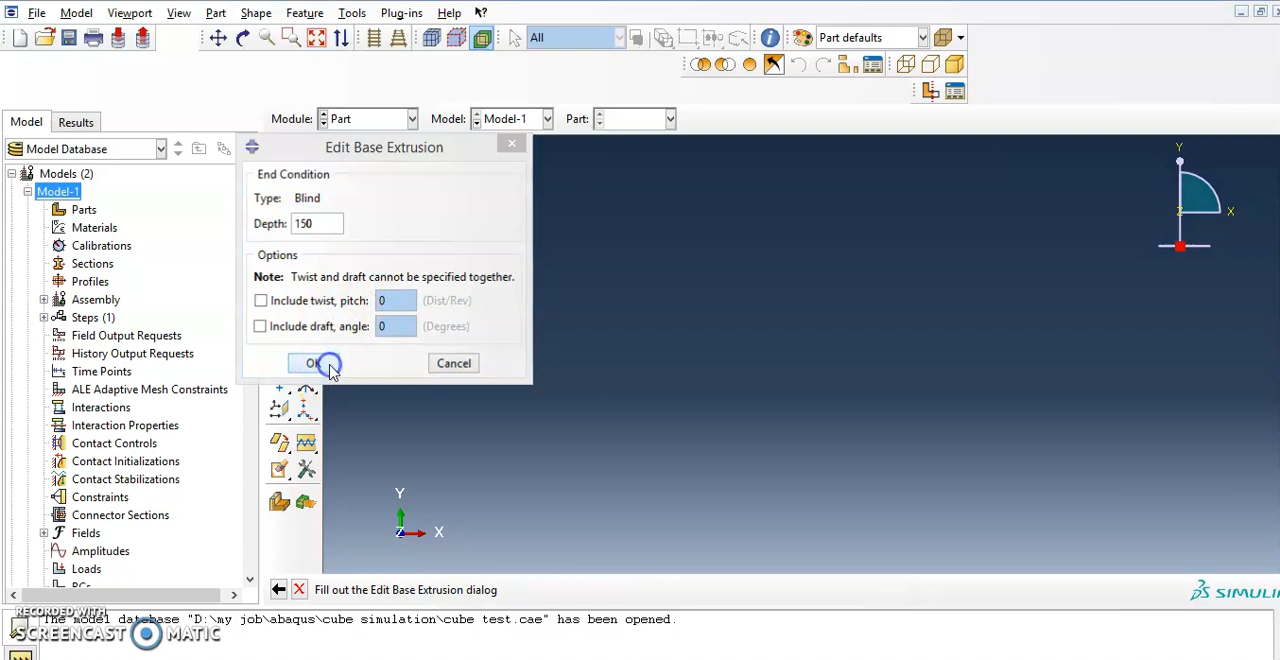 File Model Viewport View Part Shape Feature Tools Plug-ins Help
All Part defaults
Model Results Module: Part Model: Model-1 Part:
Model Database
Edit Base Extrusion
End Condition
Type: Blind
Depth: 150
Options
Note: Twist and draft cannot be specified together.
Include twist, pitch: 0 (Dist/Rev)
Include draft, angle: 0 (Degrees)
OK Cancel
Models (2)
Model-1
Parts
Materials
Calibrations
Sections
Profiles
Assembly
Steps (1)
Field Output Requests
History Output Requests
Time Points
ALE Adaptive Mesh Constraints
Interactions
Interaction Properties
Contact Controls
Contact Initializations
Contact Stabilizations
Constraints
Connector Sections
Fields
Amplitudes
Loads
Y
Z X
Y
Z X
Fill out the Edit Base Extrusion dialog
SIMULI
The model database "D:\my job\abaqus\cube simulation\cube test.cae" has been opened.
RECORDED WITH
SCREENCAST MATIC